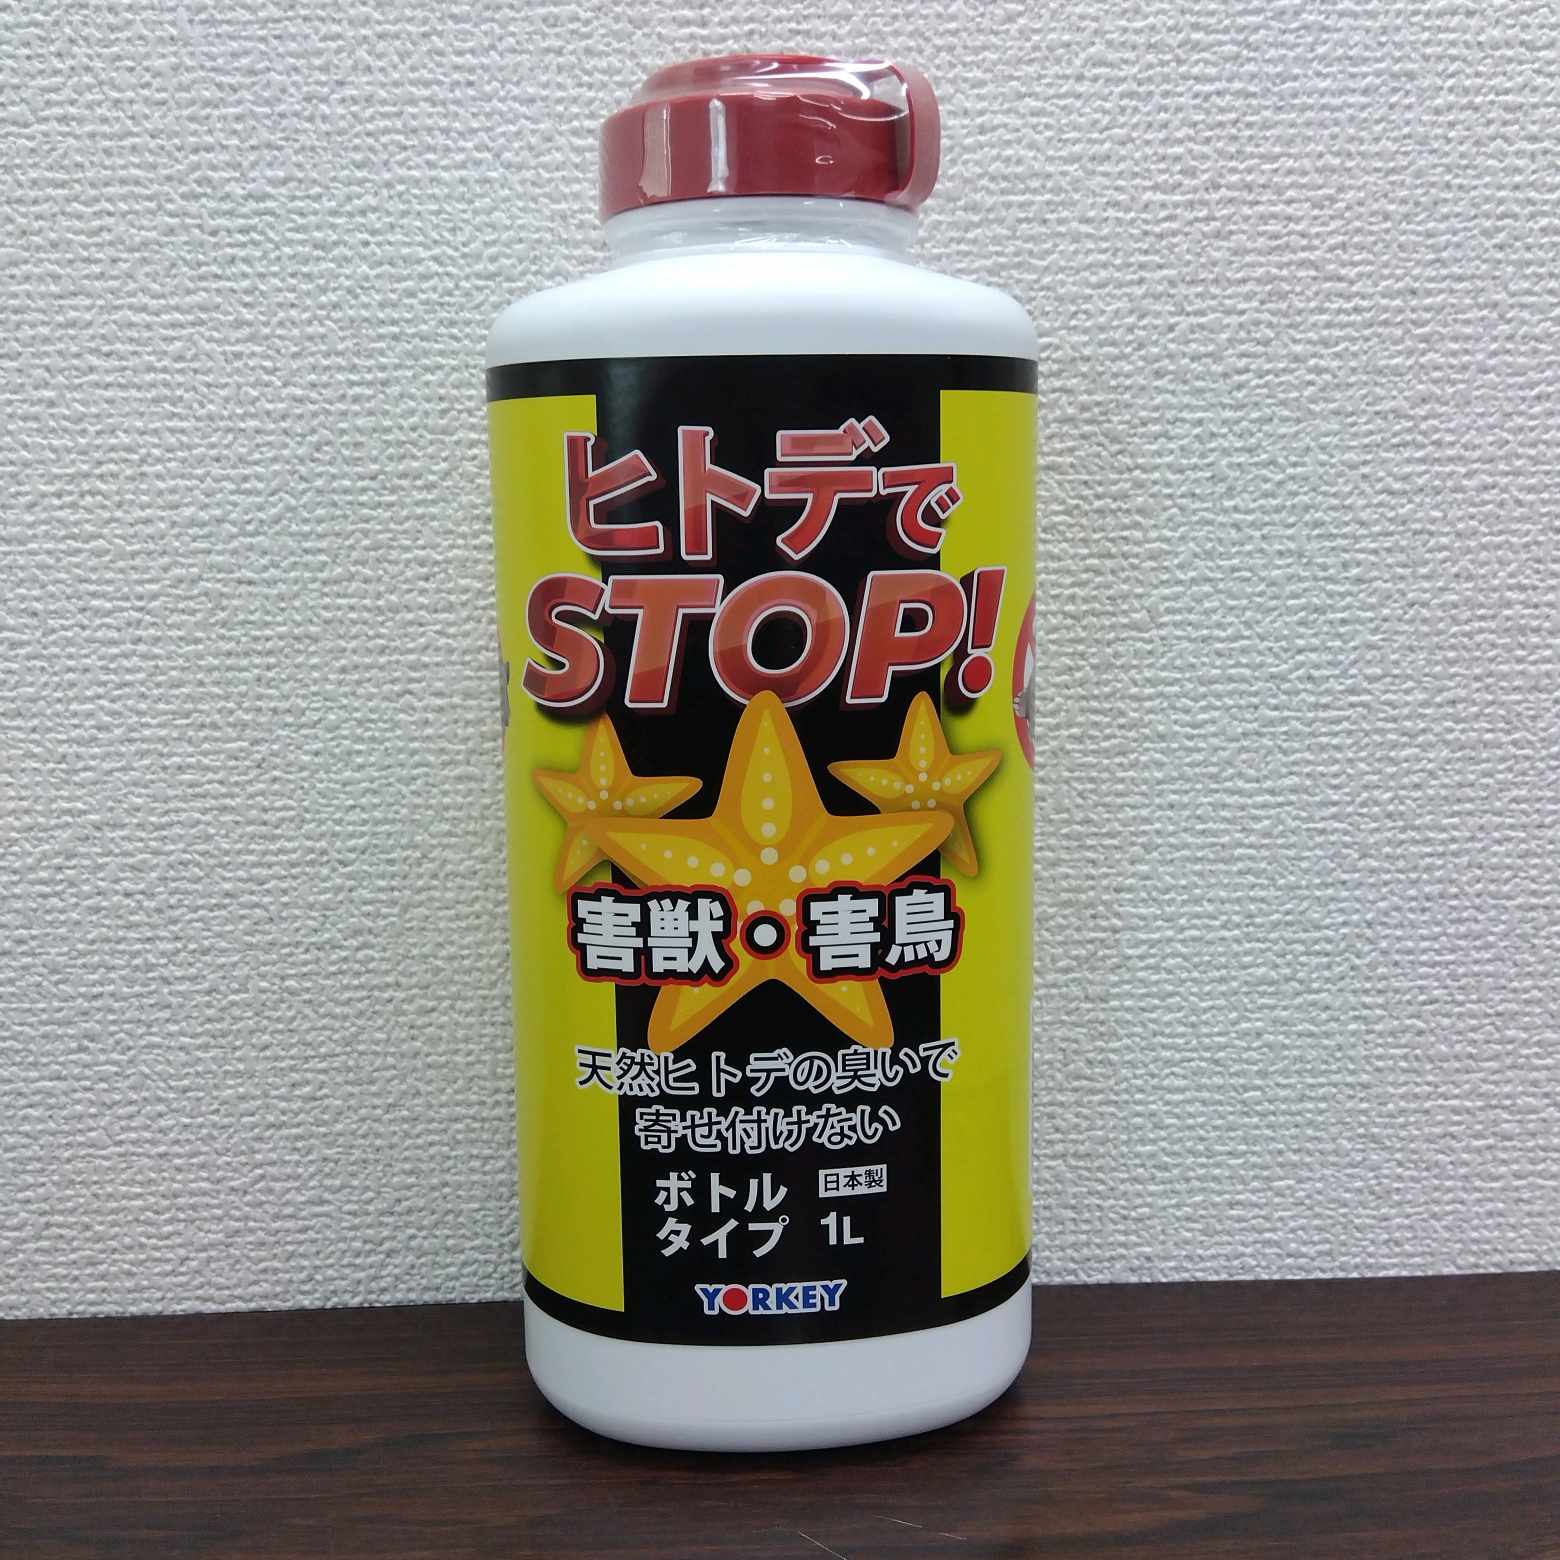 ヒトデで
STOP!
害獣・害鳥
天然ヒトデの臭いで
寄せ付けない
ボトル
タイプ
日本製
1L
YORKEY